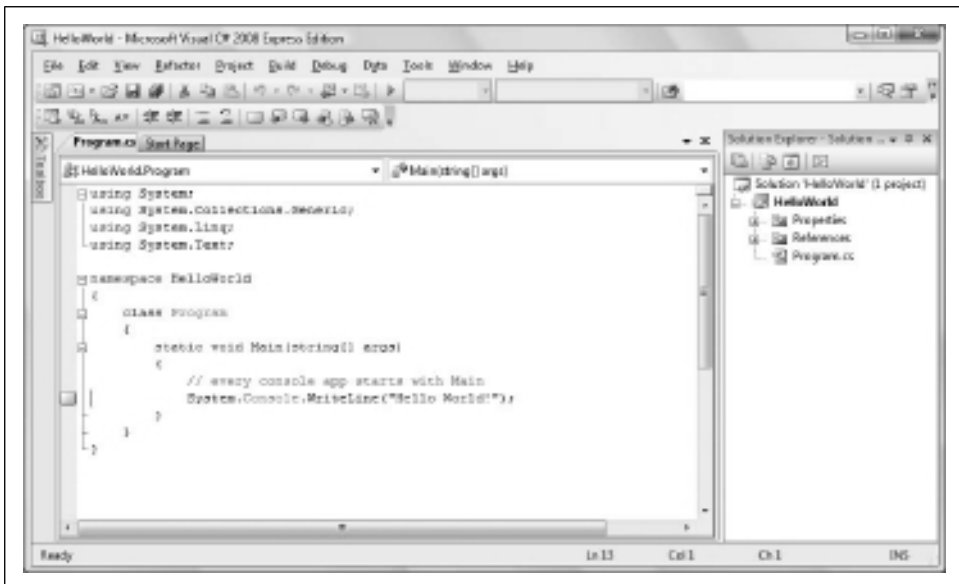 HelloWorld - Microsoft Visual C# 2008 Express Edition
File Edit View Refactor Project Build Debug Data Tools Window Help
Program.cs Start Page
Solution Explorer - Solution ...
Toolbox
HelloWorld.Program
Main(string[] args)
using System;
using System.Collections.Generic;
using System.Linq;
using System.Text;
namespace HelloWorld
{
class Program
{
static void Main(string[] args)
{
// every console app starts with Main
System.Console.WriteLine("Hello World!");
}
}
}
Solution 'HelloWorld' (1 project)
HelloWorld
Properties
References
Program.cs
Ready
Ln 13 Col 1 Ch 1 INS